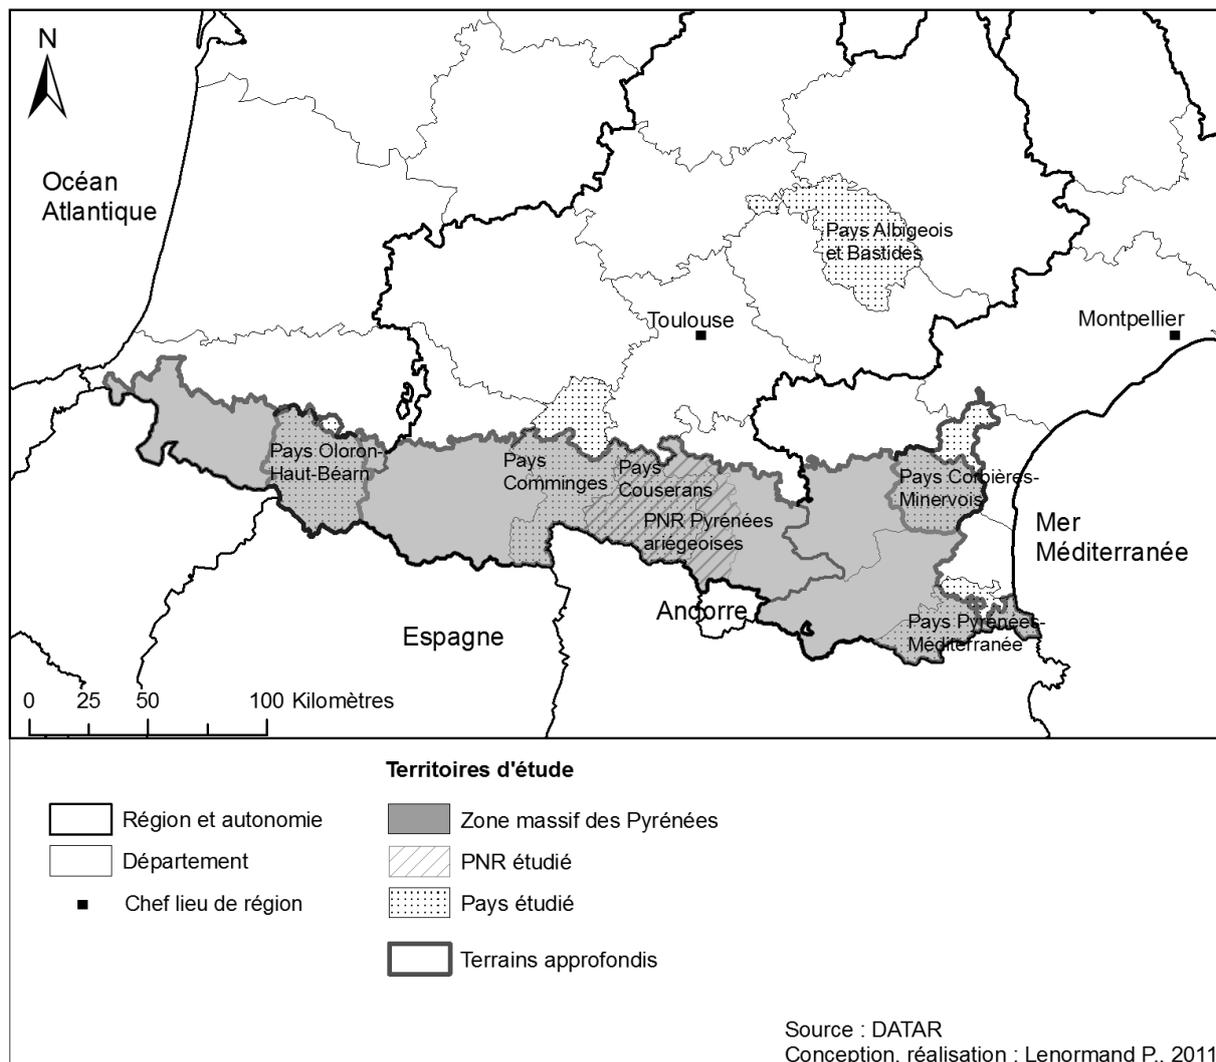 N
Océan
Atlantique
Pays Albigeois
et Bastides
Toulouse
Montpellier
Pays Oloron-
Haut-Béarn
Pays
Comminges
Pays
Couserans
PNR Pyrénées
ariégeoises
Pays Corbières-
Minervois
Mer
Méditerranée
Andorre
Espagne
Pays Pyrénées-
Méditerranée
0 25 50 100 Kilomètres
Territoires d'étude
Région et autonomie
Département
Chef lieu de région
Zone massif des Pyrénées
PNR étudié
Pays étudié
Terrains approfondis
Source : DATAR
Conception, réalisation : Lenormand P., 2011